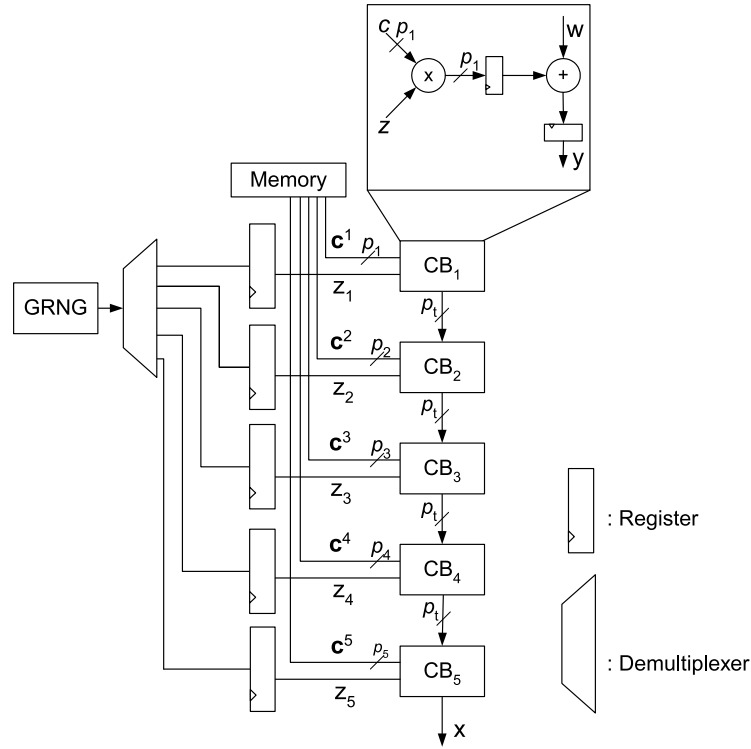 c p₁
w
x
p₁
+
z
y
Memory
c¹ p₁
CB₁
z₁
GRNG
pₜ
c² p₂
CB₂
z₂
pₜ
c³ p₃
CB₃
z₃
pₜ
: Register
c⁴ p₄
CB₄
z₄
pₜ
c⁵ p₅
CB₅
: Demultiplexer
z₅
x